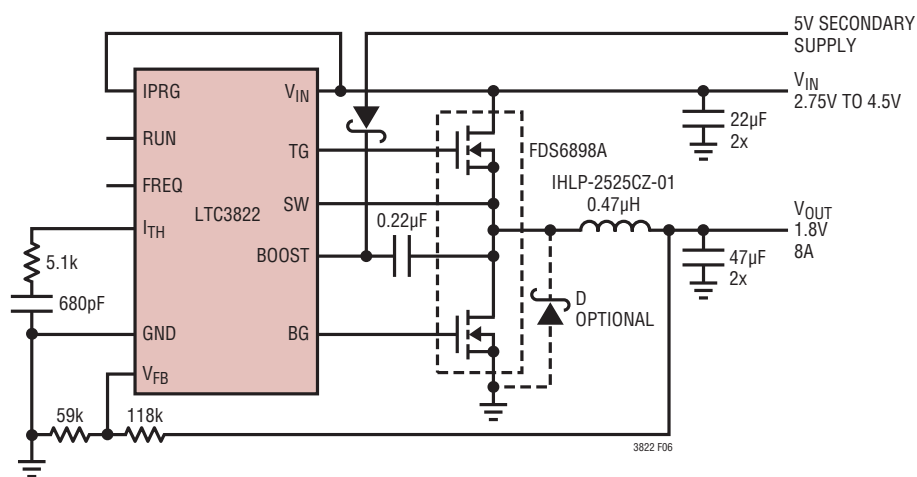 5V SECONDARY
SUPPLY
VIN
2.75V TO 4.5V
IPRG
VIN
RUN
TG
FREQ
LTC3822
SW
ITH
BOOST
GND
BG
VFB
22µF
2x
FDS6898A
IHLP-2525CZ-01
0.47µH
0.22µF
VOUT
1.8V
8A
47µF
2x
D
OPTIONAL
5.1k
680pF
59k
118k
3822 F06